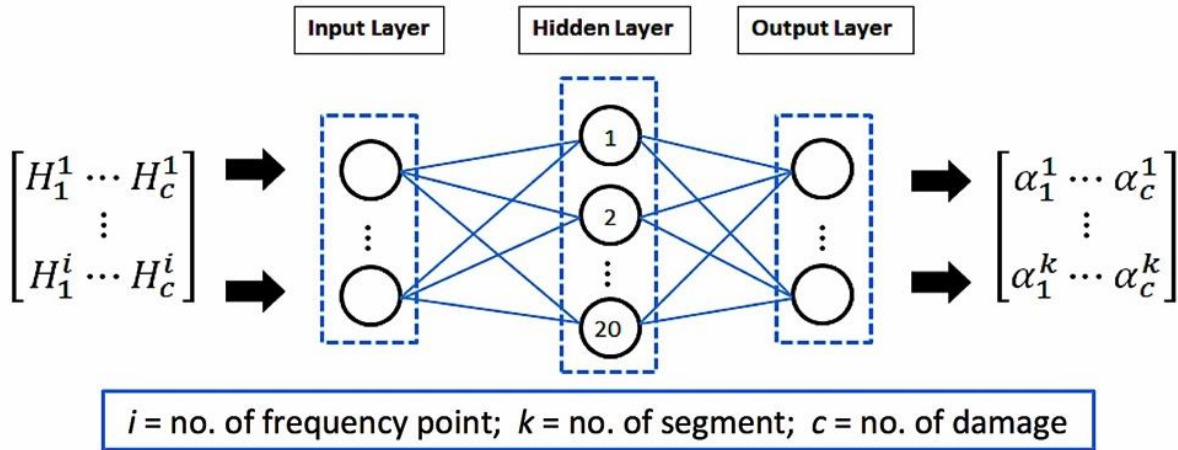 Input Layer Hidden Layer Output Layer
1
H₁¹ ⋯ H_c¹ α₁¹ ⋯ α_c¹
⋮ 2 ⋮ ⋮ ⋮
H₁ⁱ ⋯ H_cⁱ ⋮ α₁ᵏ ⋯ α_cᵏ
20
i = no. of frequency point; k = no. of segment; c = no. of damage